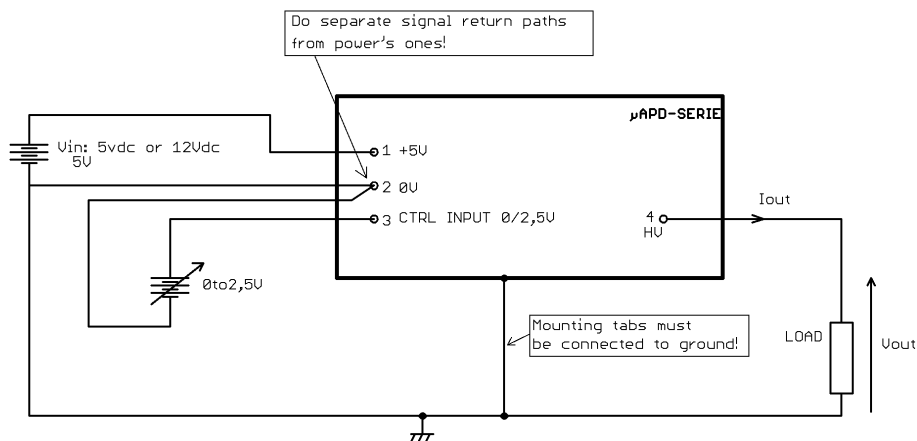 Do separate signal return paths
from power's ones!
µAPD-SERIE
Vin: 5vdc or 12Vdc
5V
1 +5V
2 0V
3 CTRL INPUT 0/2,5V
4
HV
Iout
0to2,5V
Mounting tabs must
be connected to ground!
LOAD
Vout